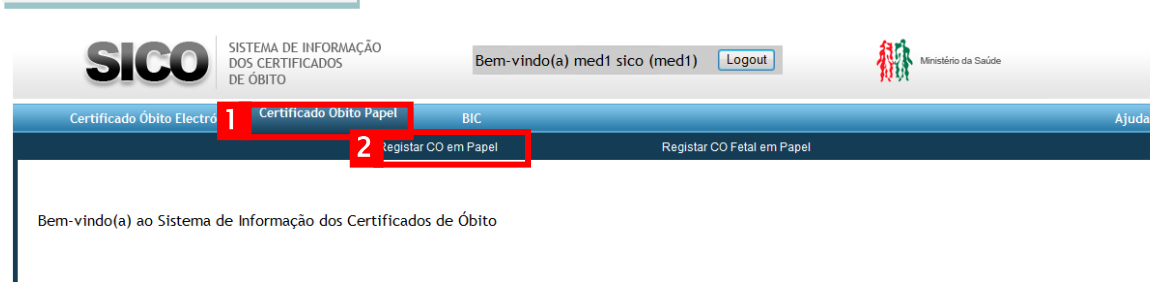 SICO
SISTEMA DE INFORMAÇÃO
DOS CERTIFICADOS
DE ÓBITO
Bem-vindo(a) med1 sico (med1)
Logout
Ministério da Saúde
Certificado Óbito Electró
1
Certificado Obito Papel
BIC
Ajuda
2
Registar CO em Papel
Registar CO Fetal em Papel
Bem-vindo(a) ao Sistema de Informação dos Certificados de Óbito